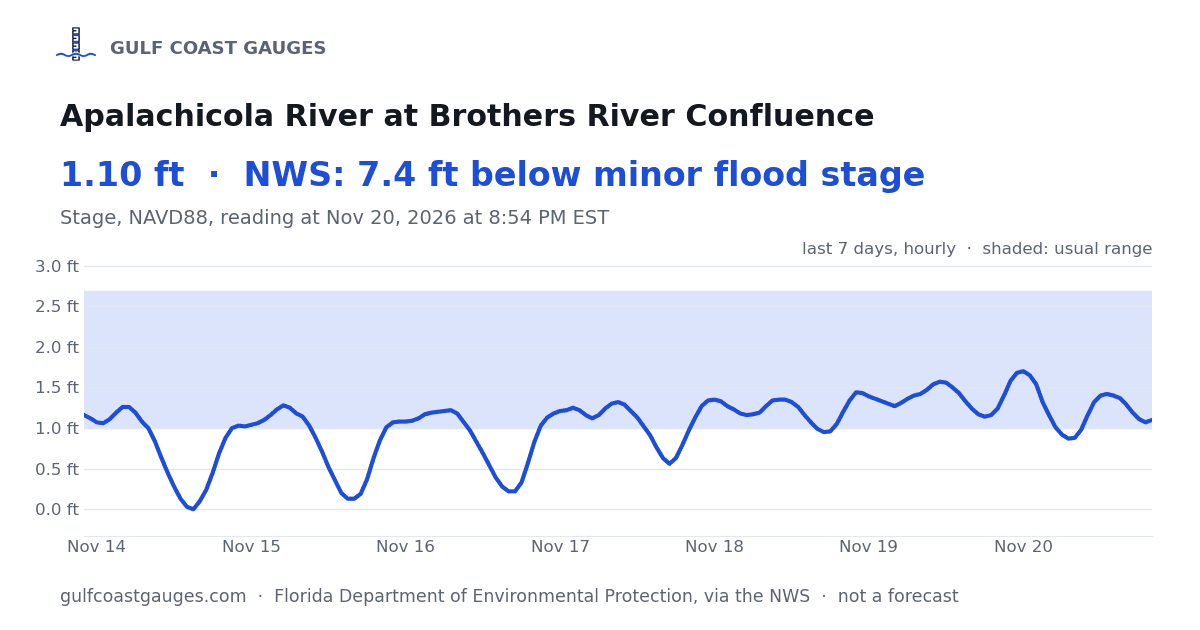 GULF COAST GAUGES
Apalachicola River at Brothers River Confluence
1.10 ft · NWS: 7.4 ft below minor flood stage
Stage, NAVD88, reading at Nov 20, 2026 at 8:54 PM EST
last 7 days, hourly · shaded: usual range
3.0 ft
2.5 ft
2.0 ft
1.5 ft
1.0 ft
0.5 ft
0.0 ft
Nov 14 Nov 15 Nov 16 Nov 17 Nov 18 Nov 19 Nov 20
gulfcoastgauges.com · Florida Department of Environmental Protection, via the NWS · not a forecast